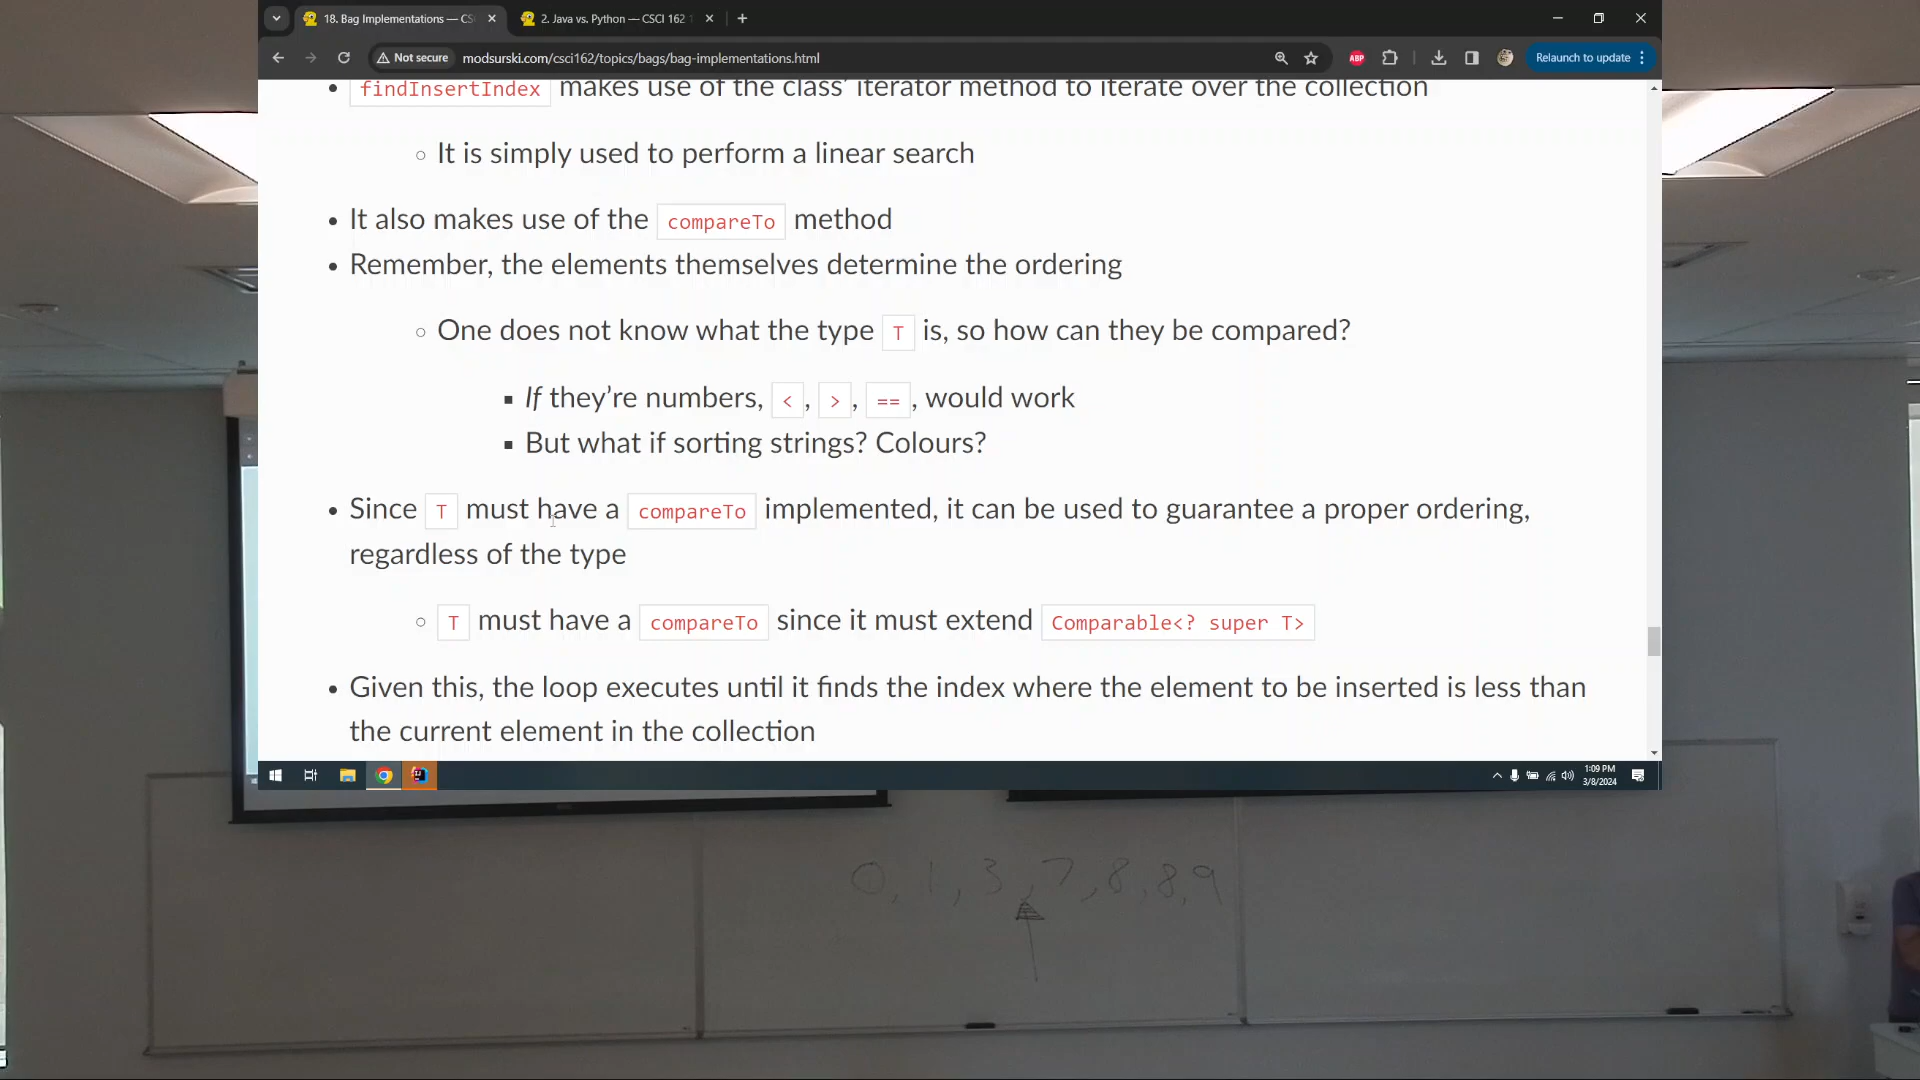 18. Bag Implementations — CS
2. Java vs. Python — CSCI 162 1
Not secure modsurski.com/csci162/topics/bags/bag-implementations.html
ABP
Relaunch to update
findInsertIndex makes use of the class’ iterator method to iterate over the collection
It is simply used to perform a linear search
It also makes use of the compareTo method
Remember, the elements themselves determine the ordering
One does not know what the type T is, so how can they be compared?
If they’re numbers, <, >, ==, would work
But what if sorting strings? Colours?
Since T must have a compareTo implemented, it can be used to guarantee a proper ordering,
regardless of the type
T must have a compareTo since it must extend Comparable<? super T>
Given this, the loop executes until it finds the index where the element to be inserted is less than
the current element in the collection
1:09 PM
3/8/2024
0, 1, 3, 7, 8, 8, 9